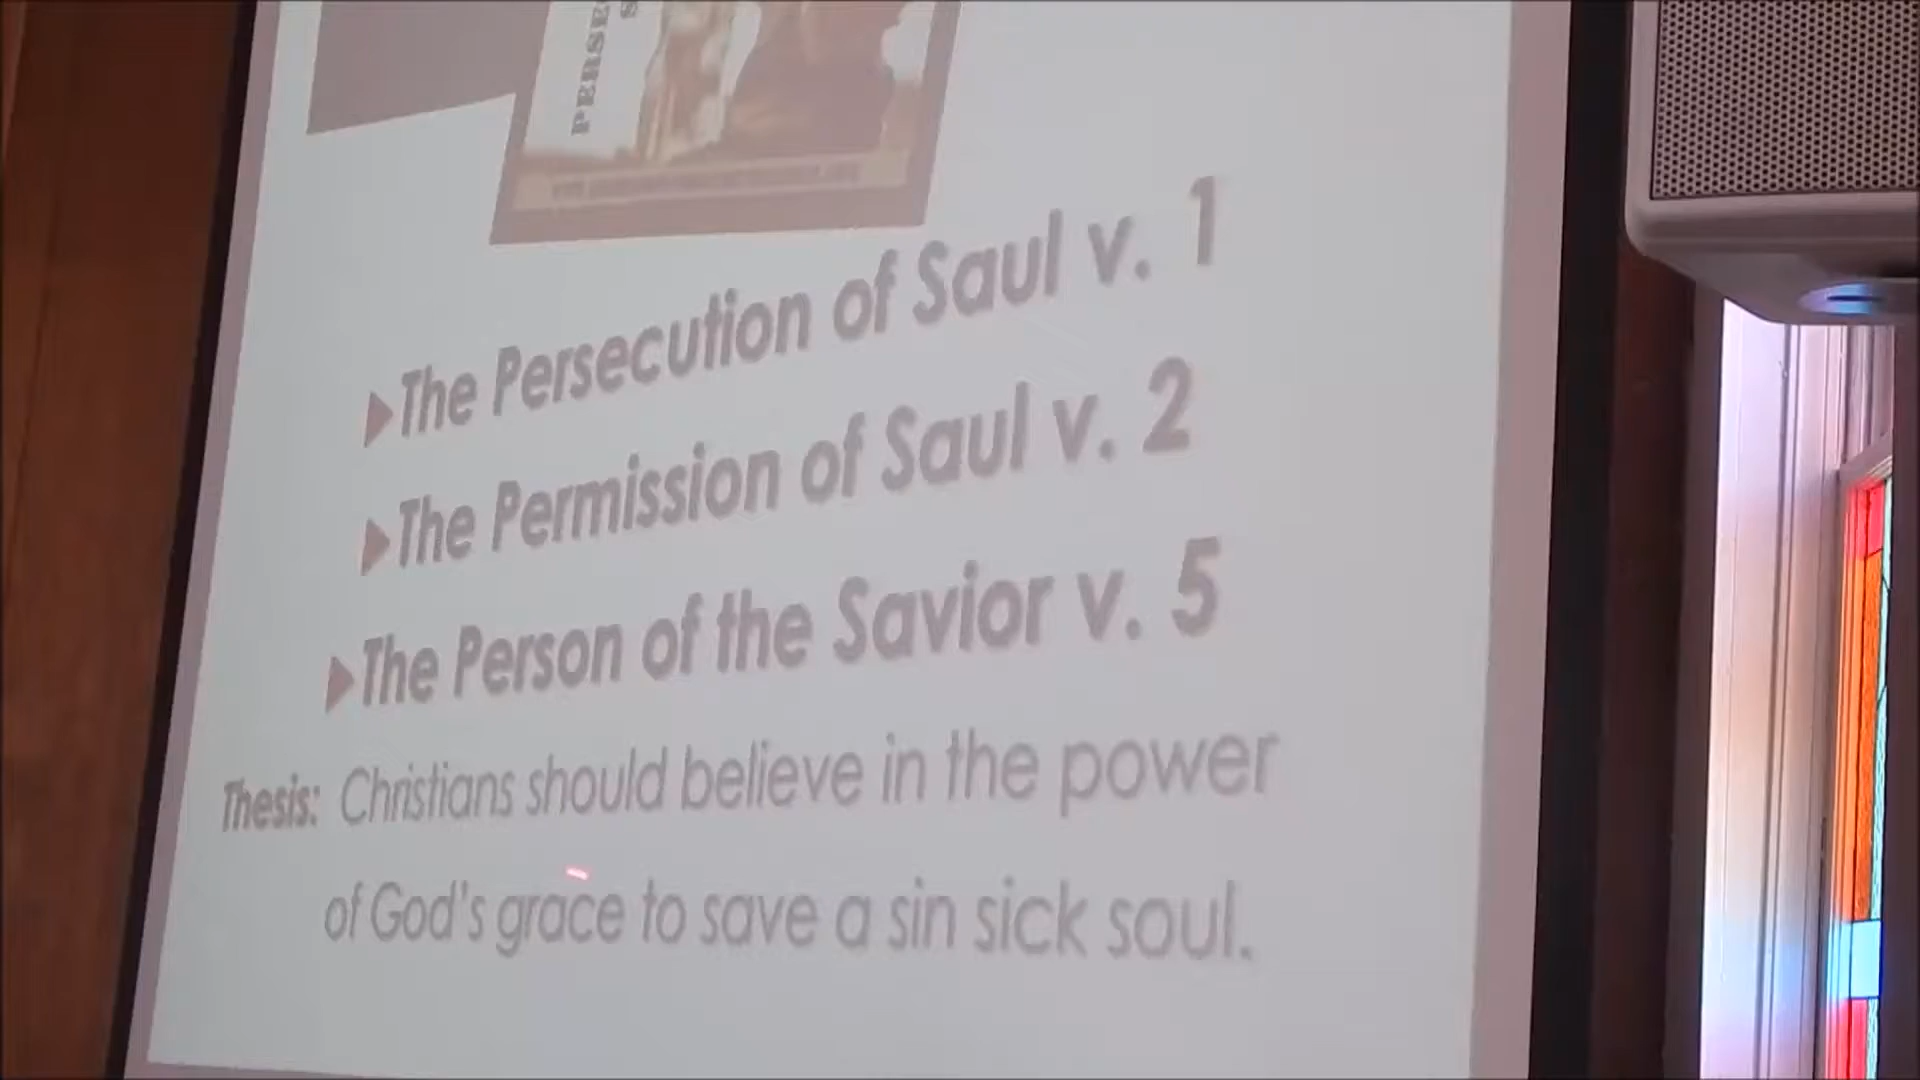 PERSE
The Persecution of Saul v. 1
The Permission of Saul v. 2
The Person of the Savior v. 5
Thesis: Christians should believe in the power
of God's grace to save a sin sick soul.